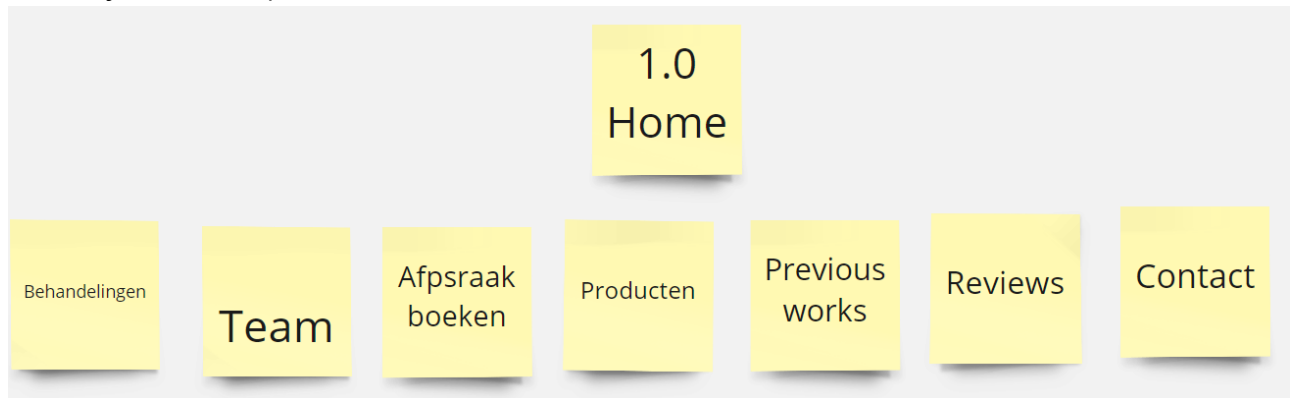 1.0
Home
Behandelingen
Team
Afpsraak
boeken
Producten
Previous
works
Reviews
Contact